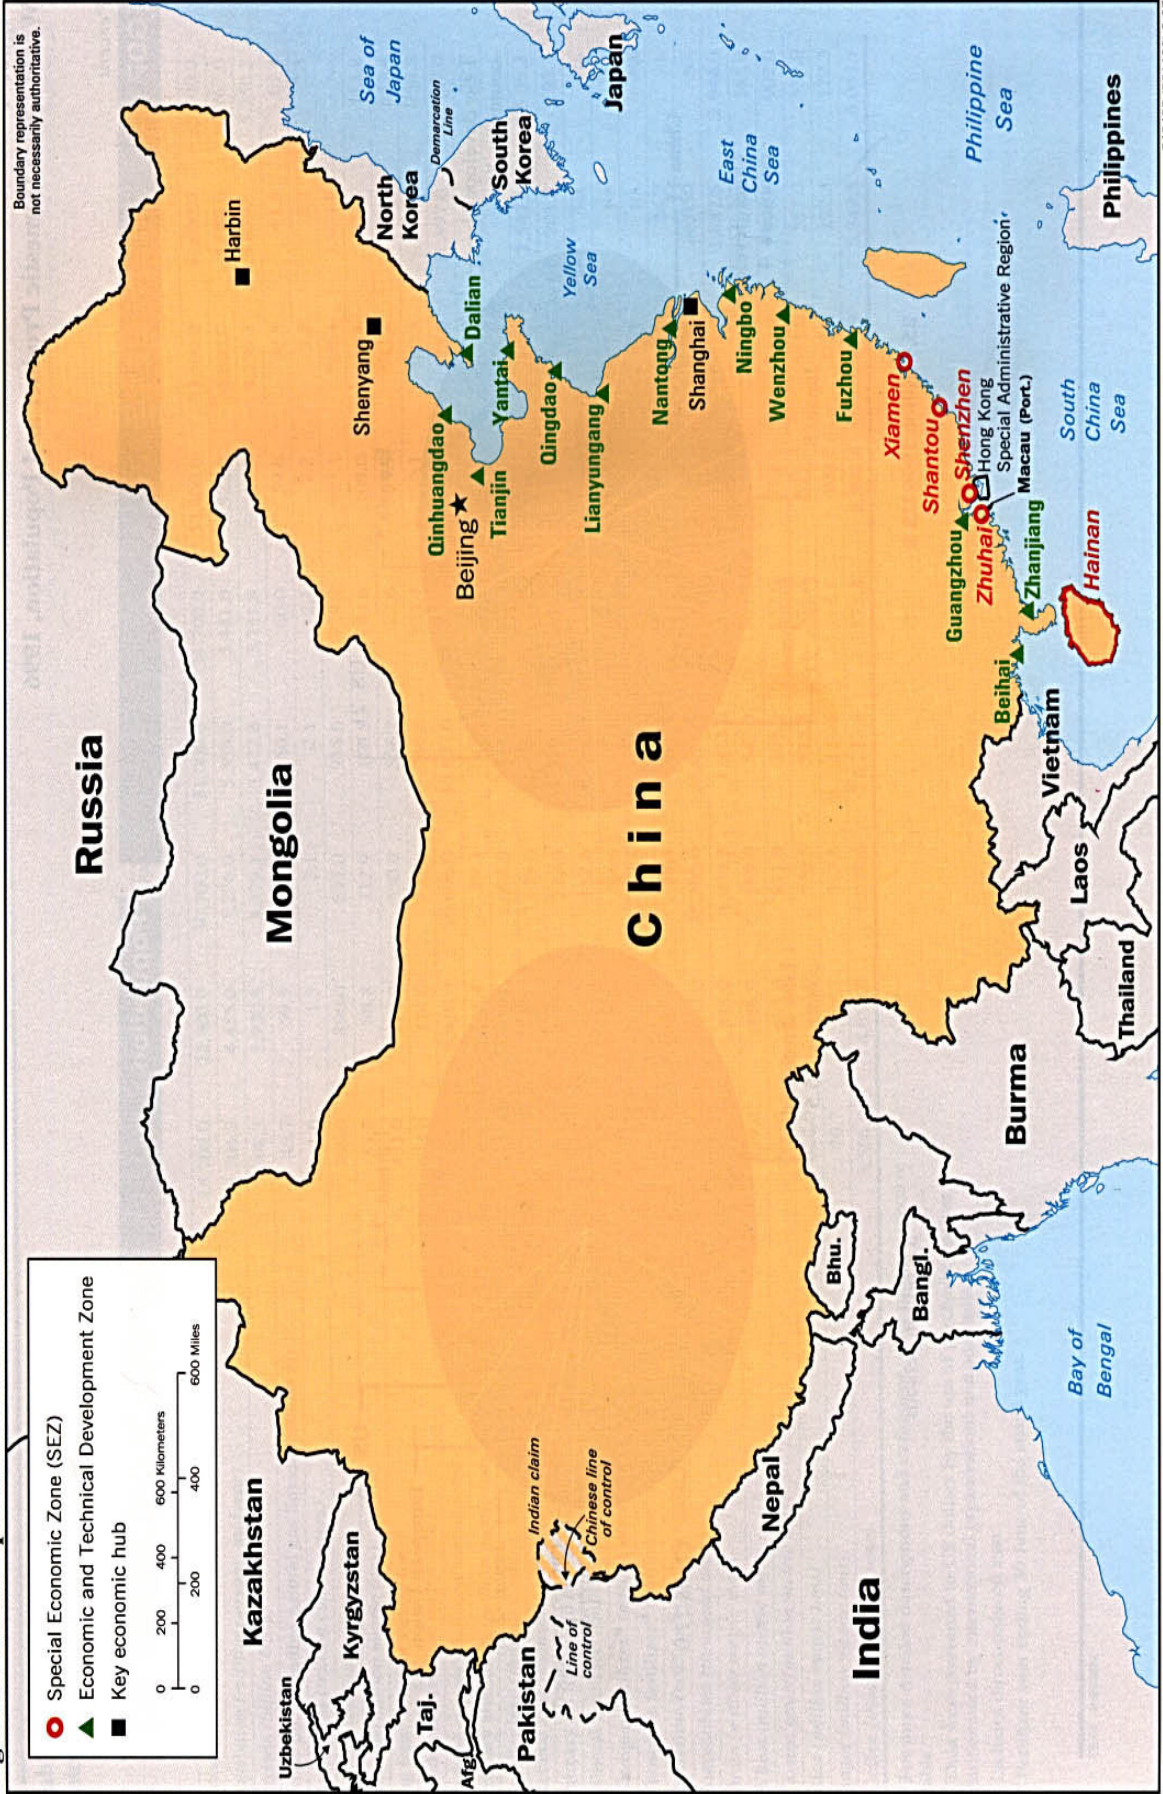 Boundary representation is
not necessarily authoritative.
Special Economic Zone (SEZ)
Economic and Technical Development Zone
Key economic hub
0 200 400 600 Kilometers
0 200 400 600 Miles
Russia
Mongolia
Kazakhstan
Uzbekistan
Kyrgyzstan
Taj.
Afg.
Pakistan
Line of
control
Indian claim
Chinese line
of control
India
Nepal
Bhu.
Bangl.
Bay of
Bengal
Burma
Thailand
Laos
Vietnam
China
Harbin
Shenyang
Dalian
Qinhuangdao
Beijing
Tianjin
Yantai
Qingdao
Lianyungang
Nantong
Shanghai
Ningbo
Wenzhou
Fuzhou
Xiamen
Shantou
Shenzhen
Hong Kong
Special Administrative Region
Macau (Port.)
Guangzhou
Zhuhai
Zhanjiang
Beihai
Hainan
North
Korea
Demarcation
Line
South
Korea
Sea of
Japan
Japan
Yellow
Sea
East
China
Sea
Philippine
Sea
South
China
Sea
Philippines